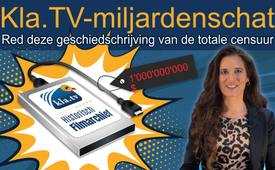 Kla.TV-miljardenschat
Red deze geschiedschrijving van de totale censuur
1'000'000'000
$
kla.tv
Historisch
Filmarchief